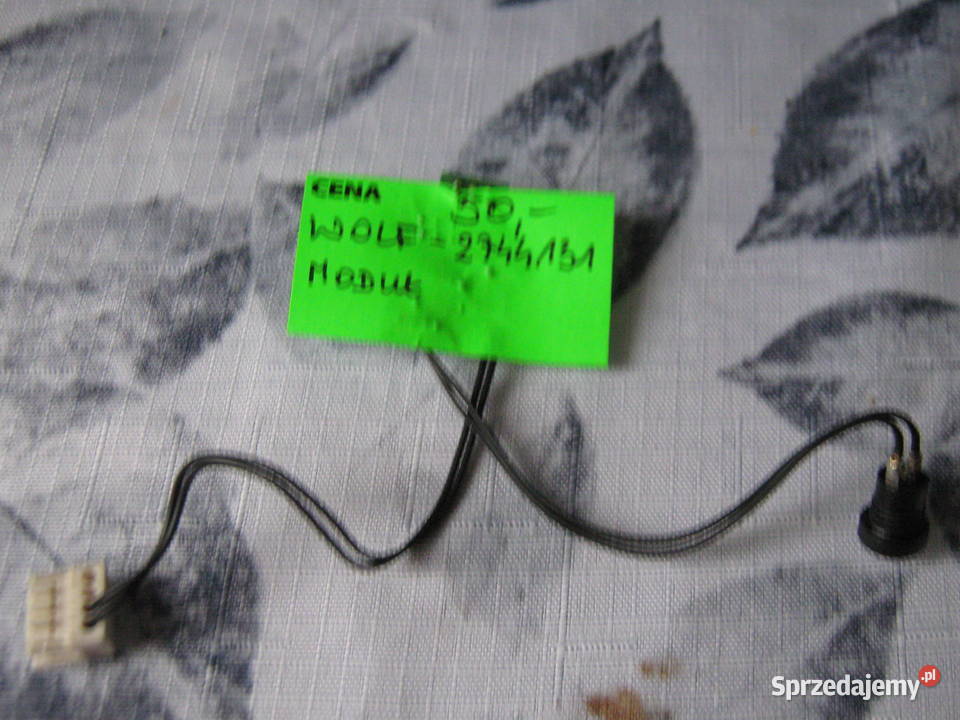 CENA 50,-
WOLF - 2744131
MODUŁ
Sprzedajemy.pl